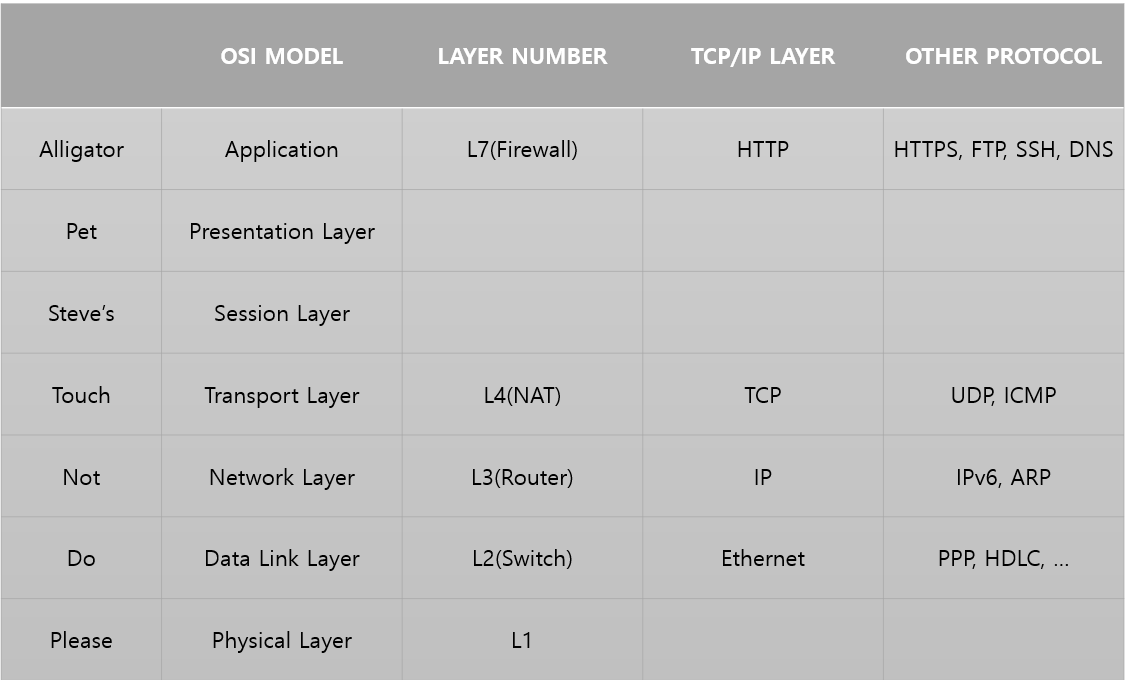 OSI MODEL LAYER NUMBER TCP/IP LAYER OTHER PROTOCOL
Alligator Application L7(Firewall) HTTP HTTPS, FTP, SSH, DNS
Pet Presentation Layer
Steve’s Session Layer
Touch Transport Layer L4(NAT) TCP UDP, ICMP
Not Network Layer L3(Router) IP IPv6, ARP
Do Data Link Layer L2(Switch) Ethernet PPP, HDLC, ...
Please Physical Layer L1